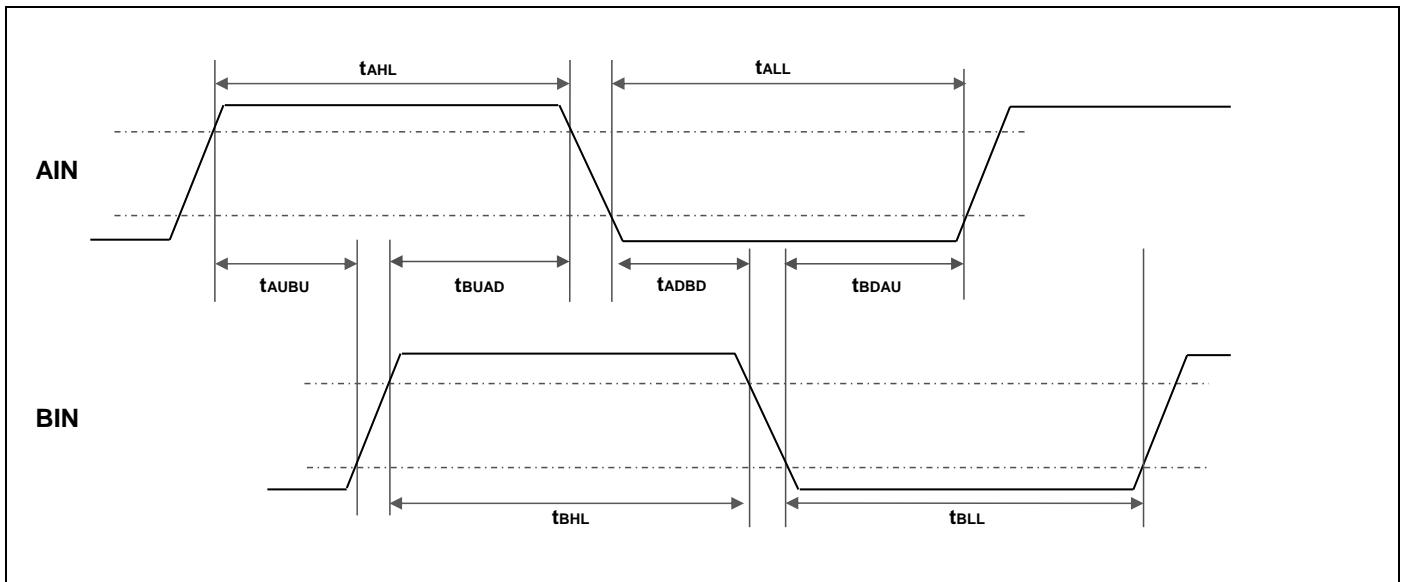 tAHL
tALL
AIN
tAUBU
tBUAD
tADBD
tBDAU
BIN
tBHL
tBLL